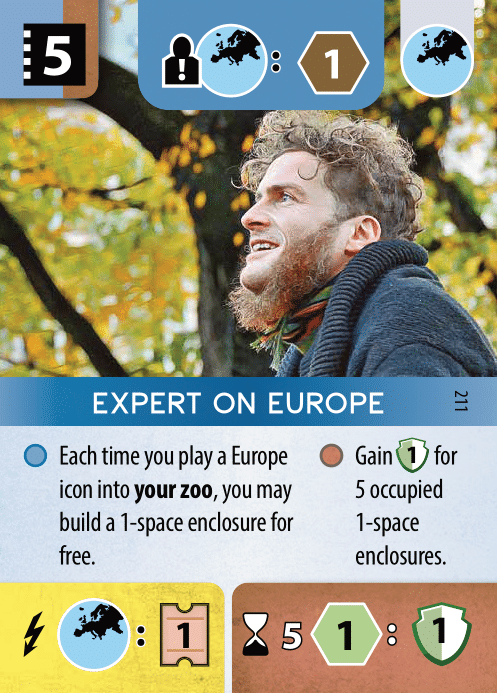 5
: 1
EXPERT ON EUROPE
211
Each time you play a Europe
icon into your zoo, you may
build a 1-space enclosure for
free.
Gain 1 for
5 occupied
1-space
enclosures.
: 1
5 1 : 1